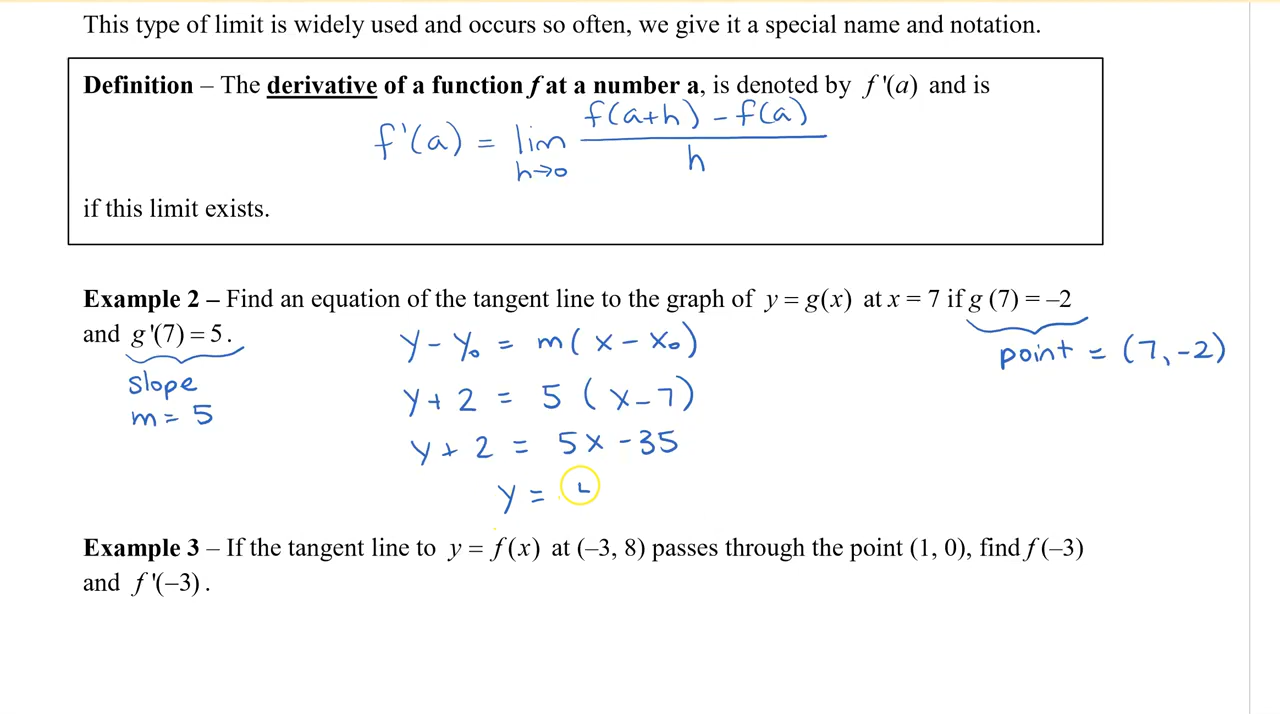 This type of limit is widely used and occurs so often, we give it a special name and notation.
Definition – The derivative of a function f at a number a, is denoted by f '(a) and is
f'(a) = lim h→0 f(a+h) - f(a) / h
if this limit exists.
Example 2 – Find an equation of the tangent line to the graph of y = g(x) at x = 7 if g (7) = –2
and g '(7) = 5.
y - y₀ = m( x - x₀)
point = (7, -2)
slope
m = 5
y + 2 = 5 ( x - 7)
y + 2 = 5x - 35
y =
Example 3 – If the tangent line to y = f(x) at (–3, 8) passes through the point (1, 0), find f (–3)
and f '(–3) .